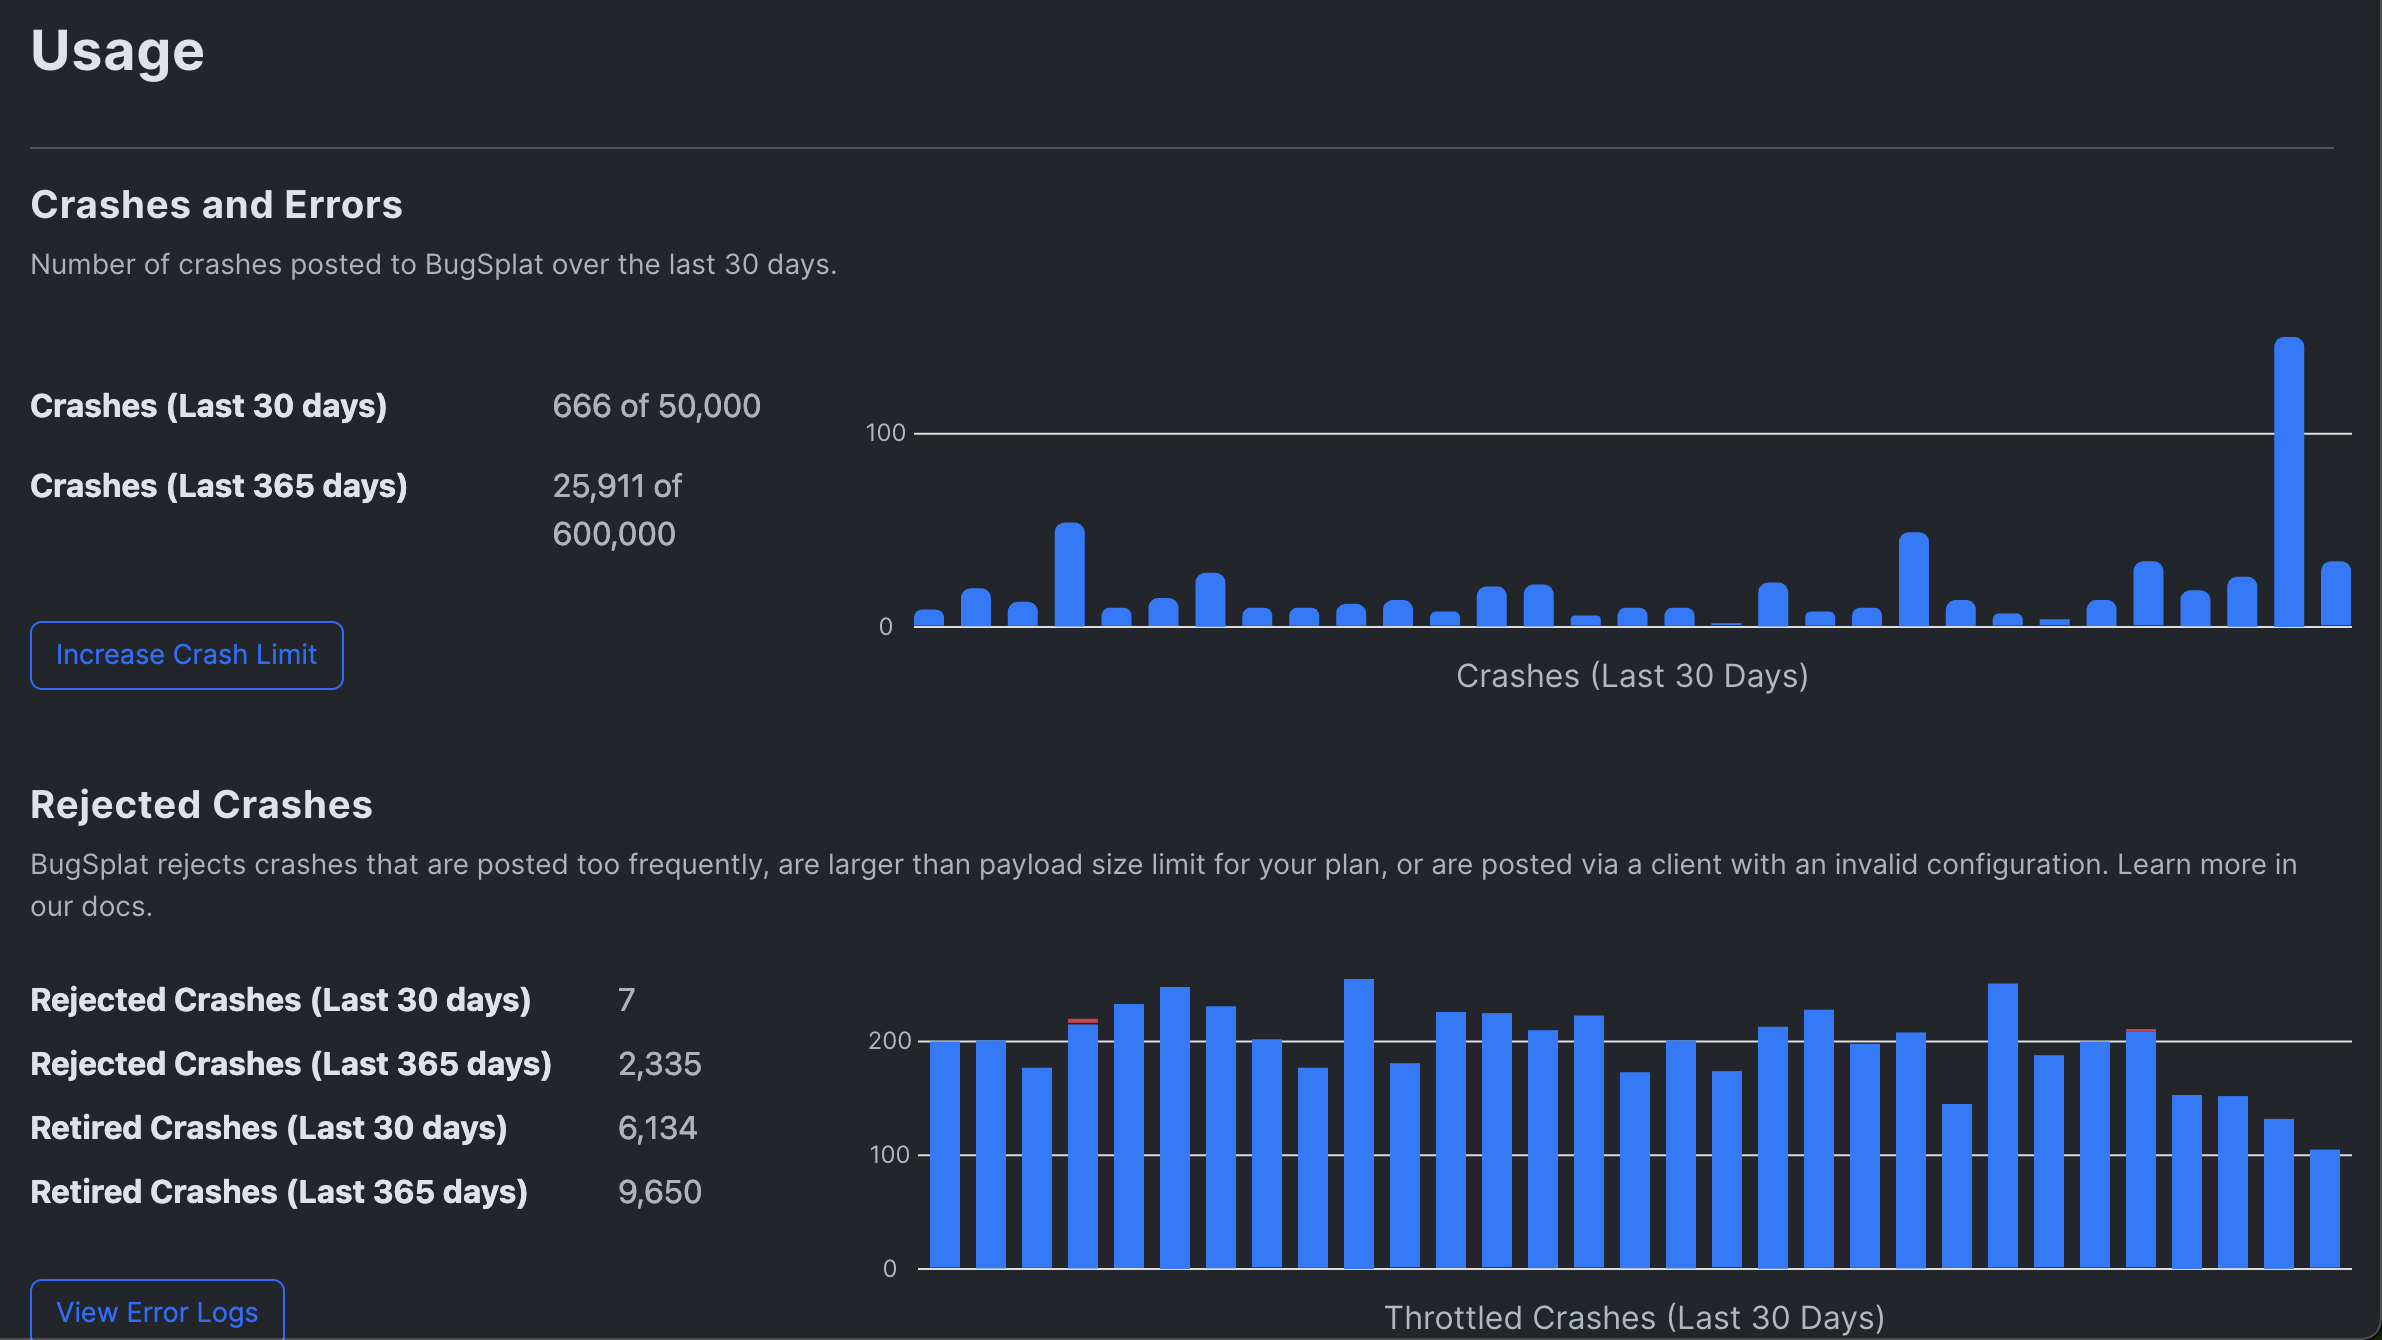 Usage
Crashes and Errors
Number of crashes posted to BugSplat over the last 30 days.
Crashes (Last 30 days) 666 of 50,000
Crashes (Last 365 days) 25,911 of
600,000
Increase Crash Limit
100
0
Crashes (Last 30 Days)
Rejected Crashes
BugSplat rejects crashes that are posted too frequently, are larger than payload size limit for your plan, or are posted via a client with an invalid configuration. Learn more in
our docs.
Rejected Crashes (Last 30 days) 7
Rejected Crashes (Last 365 days) 2,335
Retired Crashes (Last 30 days) 6,134
Retired Crashes (Last 365 days) 9,650
View Error Logs
200
100
0
Throttled Crashes (Last 30 Days)